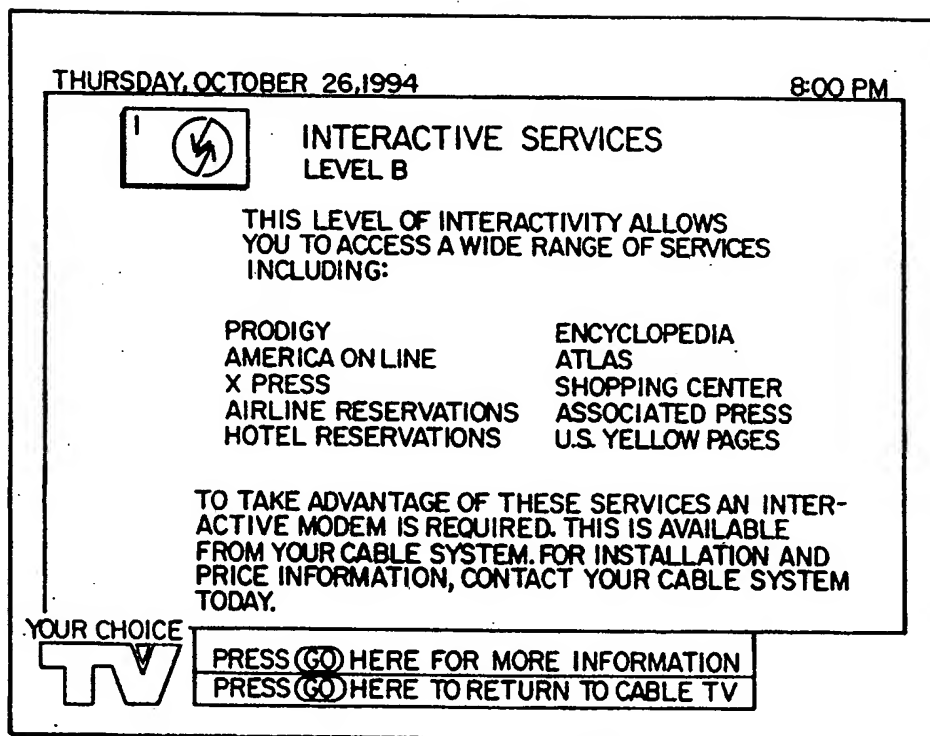 THURSDAY, OCTOBER 26, 1994 8:00 PM
1
INTERACTIVE SERVICES
LEVEL B
THIS LEVEL OF INTERACTIVITY ALLOWS
YOU TO ACCESS A WIDE RANGE OF SERVICES
INCLUDING:
PRODIGY ENCYCLOPEDIA
AMERICA ON LINE ATLAS
X PRESS SHOPPING CENTER
AIRLINE RESERVATIONS ASSOCIATED PRESS
HOTEL RESERVATIONS U.S. YELLOW PAGES
TO TAKE ADVANTAGE OF THESE SERVICES AN INTER-
ACTIVE MODEM IS REQUIRED. THIS IS AVAILABLE
FROM YOUR CABLE SYSTEM. FOR INSTALLATION AND
PRICE INFORMATION, CONTACT YOUR CABLE SYSTEM
TODAY.
YOUR CHOICE
TV
PRESS GO HERE FOR MORE INFORMATION
PRESS GO HERE TO RETURN TO CABLE TV